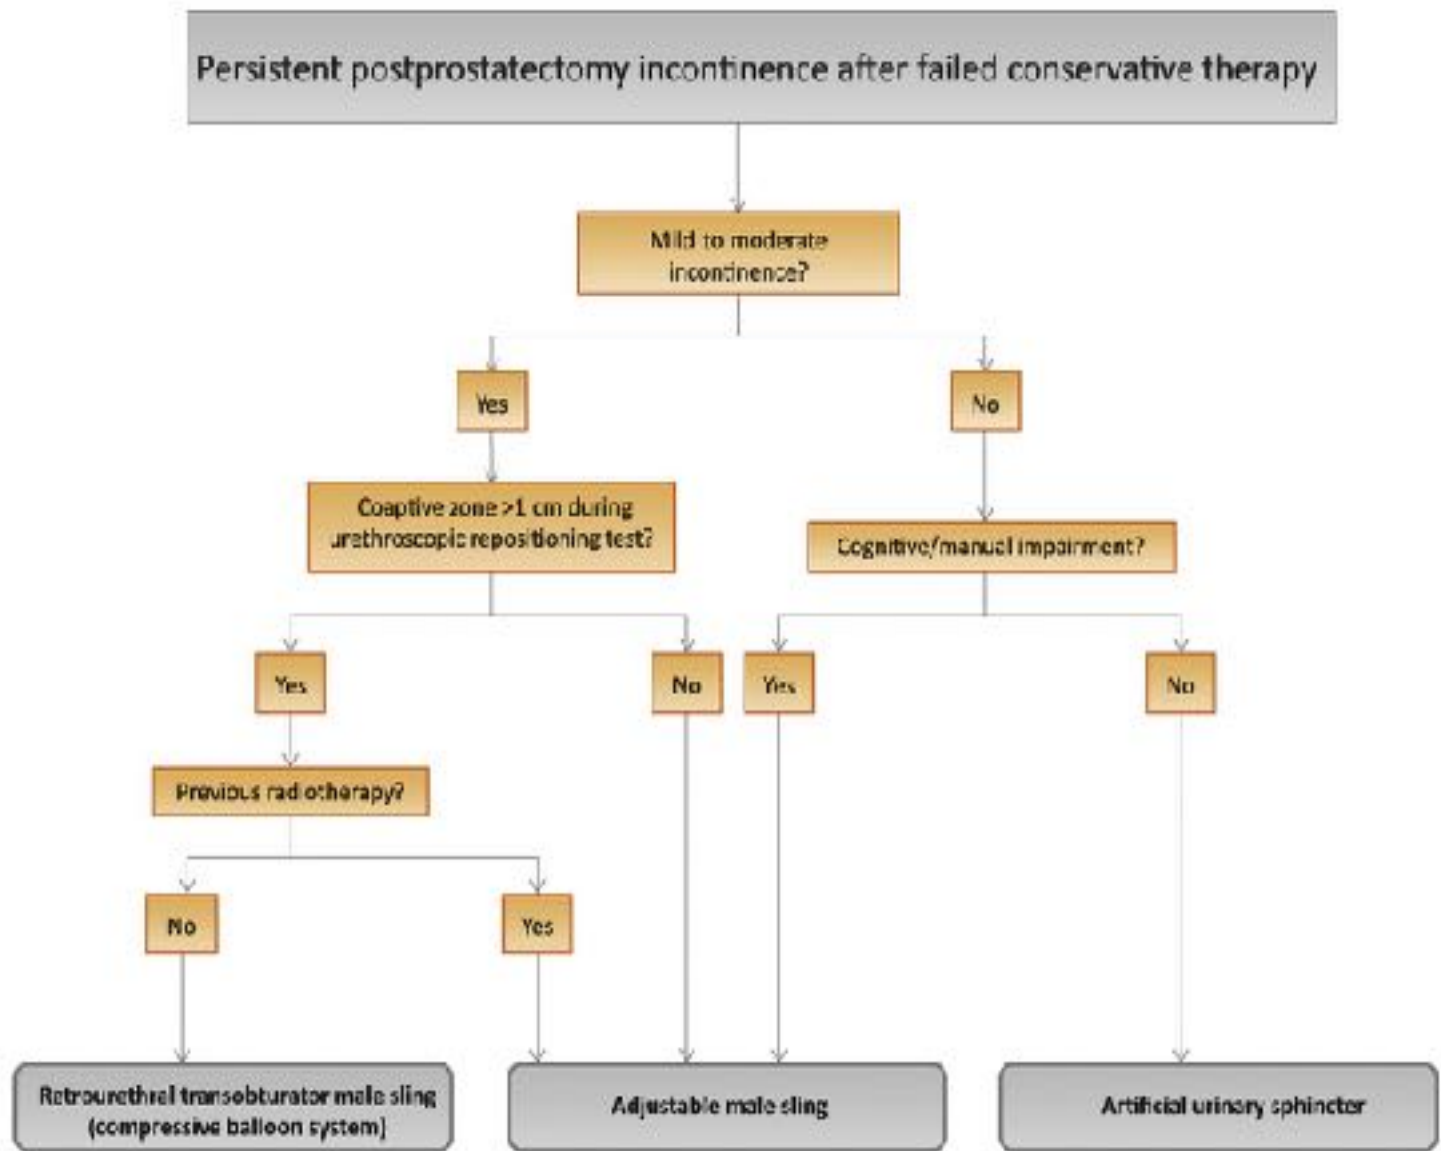 Persistent postprostatectomy incontinence after failed conservative therapy
Mild to moderate
incontinence?
Yes
No
Coaptive zone >1 cm during
urethroscopic repositioning test?
Cognitive/manual impairment?
Yes
No
Yes
No
Previous radiotherapy?
No
Yes
Retrourethral transobturator male sling
(compressive balloon system)
Adjustable male sling
Artificial urinary sphincter